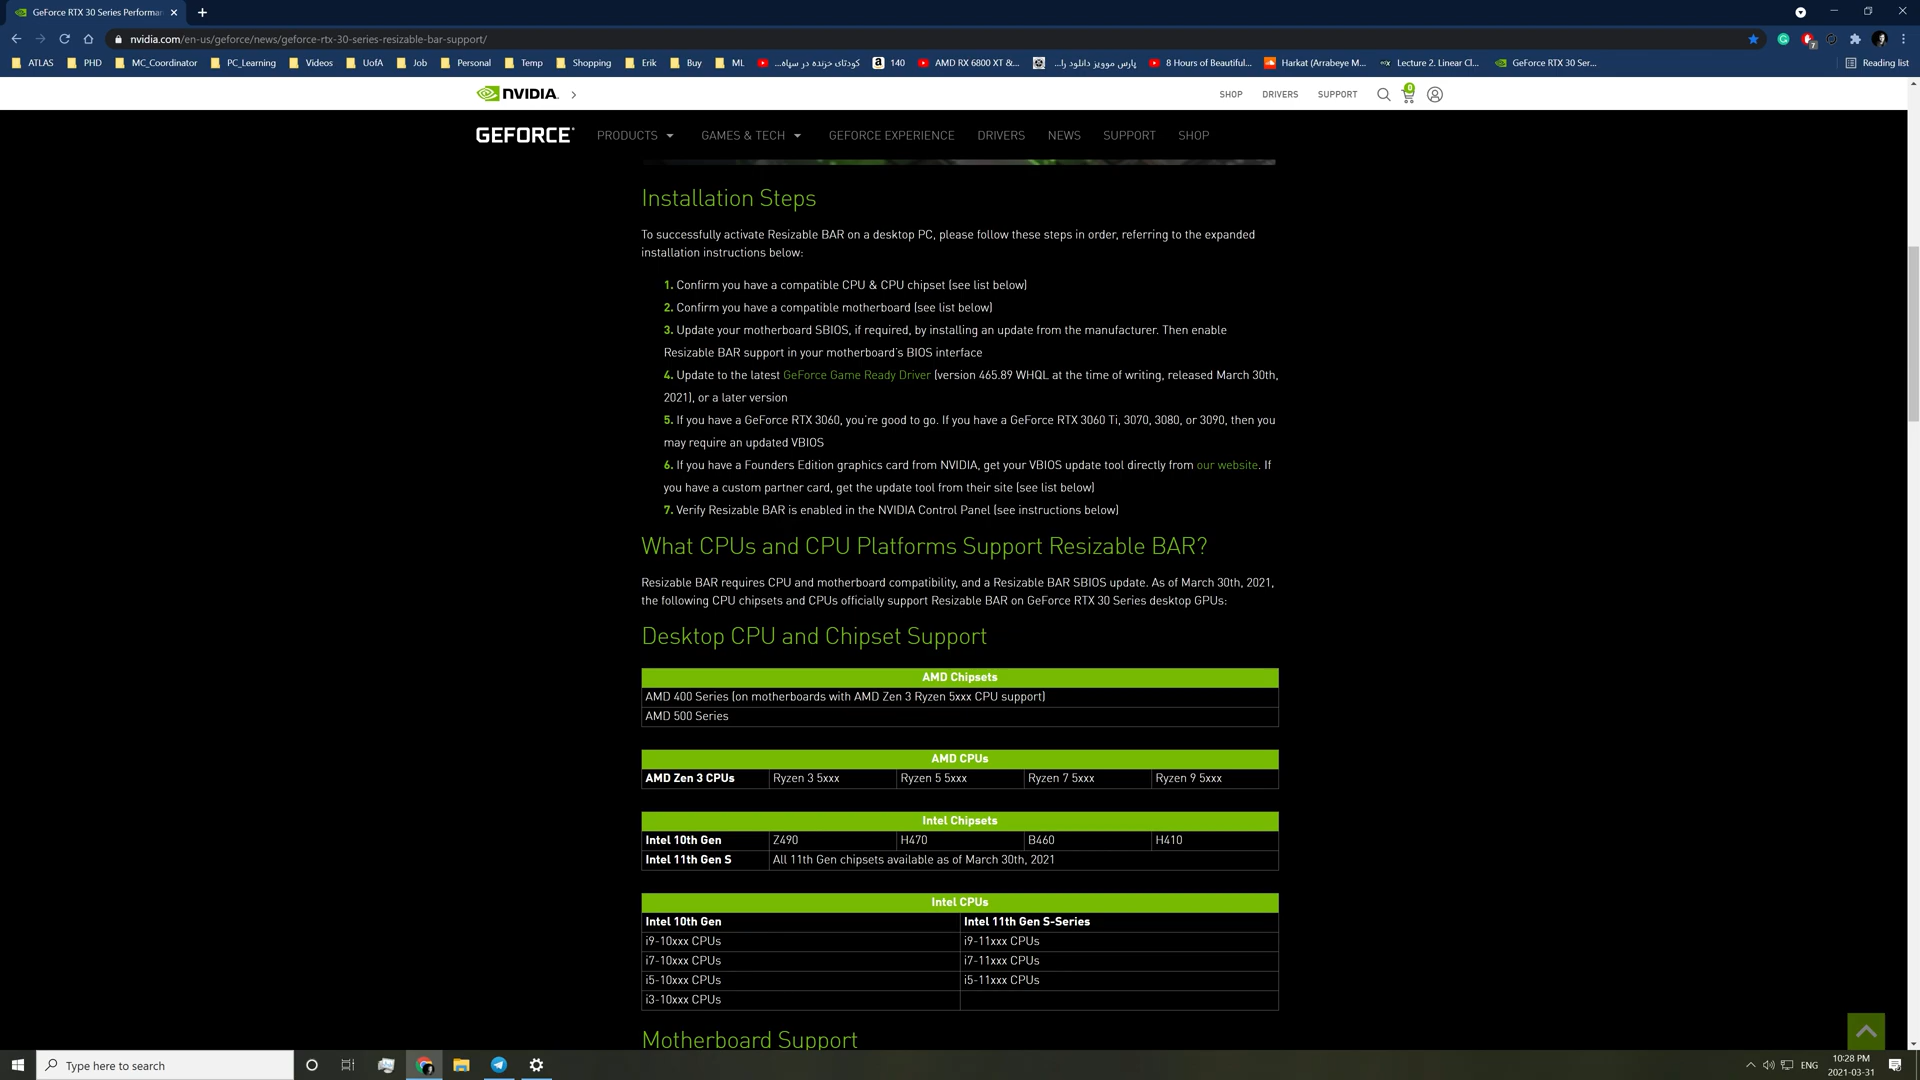 GeForce RTX 30 Series Performan
nvidia.com/en-us/geforce/news/geforce-rtx-30-series-resizable-bar-support/
7
ATLAS PHD MC_Coordinator PC_Learning Videos UofA Job Personal Temp Shopping Erik Buy ML کودتای خزنده در سپاه... 140 AMD RX 6800 XT &... پارس موویز دانلود را... 8 Hours of Beautiful... Harkat (Arrabeye M... Lecture 2. Linear Cl... GeForce RTX 30 Ser... Reading list
NVIDIA. SHOP DRIVERS SUPPORT 0
GEFORCE PRODUCTS GAMES & TECH GEFORCE EXPERIENCE DRIVERS NEWS SUPPORT SHOP
Installation Steps
To successfully activate Resizable BAR on a desktop PC, please follow these steps in order, referring to the expanded
installation instructions below:
1. Confirm you have a compatible CPU & CPU chipset (see list below)
2. Confirm you have a compatible motherboard (see list below)
3. Update your motherboard SBIOS, if required, by installing an update from the manufacturer. Then enable
Resizable BAR support in your motherboard's BIOS interface
4. Update to the latest GeForce Game Ready Driver (version 465.89 WHQL at the time of writing, released March 30th,
2021), or a later version
5. If you have a GeForce RTX 3060, you're good to go. If you have a GeForce RTX 3060 Ti, 3070, 3080, or 3090, then you
may require an updated VBIOS
6. If you have a Founders Edition graphics card from NVIDIA, get your VBIOS update tool directly from our website. If
you have a custom partner card, get the update tool from their site (see list below)
7. Verify Resizable BAR is enabled in the NVIDIA Control Panel (see instructions below)
What CPUs and CPU Platforms Support Resizable BAR?
Resizable BAR requires CPU and motherboard compatibility, and a Resizable BAR SBIOS update. As of March 30th, 2021,
the following CPU chipsets and CPUs officially support Resizable BAR on GeForce RTX 30 Series desktop GPUs:
Desktop CPU and Chipset Support
AMD Chipsets
AMD 400 Series (on motherboards with AMD Zen 3 Ryzen 5xxx CPU support)
AMD 500 Series
AMD CPUs
AMD Zen 3 CPUs Ryzen 3 5xxx Ryzen 5 5xxx Ryzen 7 5xxx Ryzen 9 5xxx
Intel Chipsets
Intel 10th Gen Z490 H470 B460 H410
Intel 11th Gen S All 11th Gen chipsets available as of March 30th, 2021
Intel CPUs
Intel 10th Gen Intel 11th Gen S-Series
i9-10xxx CPUs i9-11xxx CPUs
i7-10xxx CPUs i7-11xxx CPUs
i5-10xxx CPUs i5-11xxx CPUs
i3-10xxx CPUs
Motherboard Support
Type here to search
ENG
10:28 PM
2021-03-31